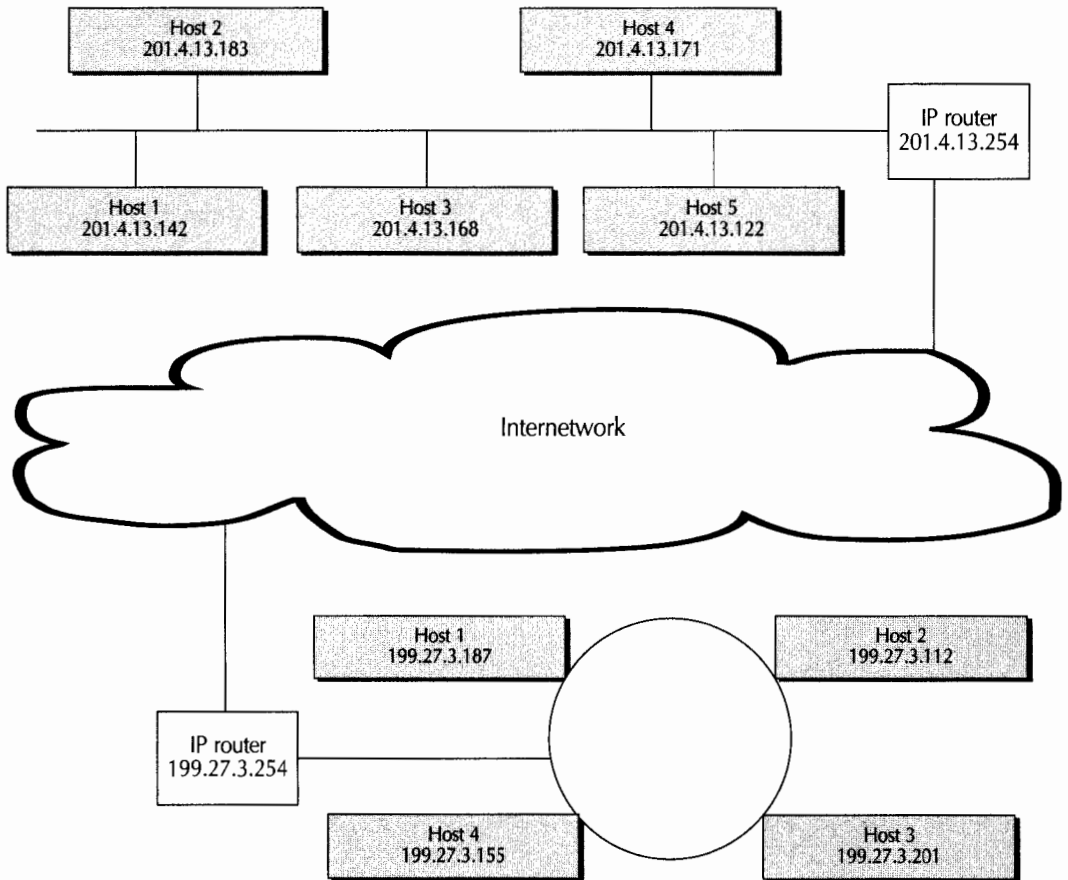 Host 2
201.4.13.183
Host 4
201.4.13.171
IP router
201.4.13.254
Host 1
201.4.13.142
Host 3
201.4.13.168
Host 5
201.4.13.122
Internetwork
Host 1
199.27.3.187
Host 2
199.27.3.112
IP router
199.27.3.254
Host 4
199.27.3.155
Host 3
199.27.3.201